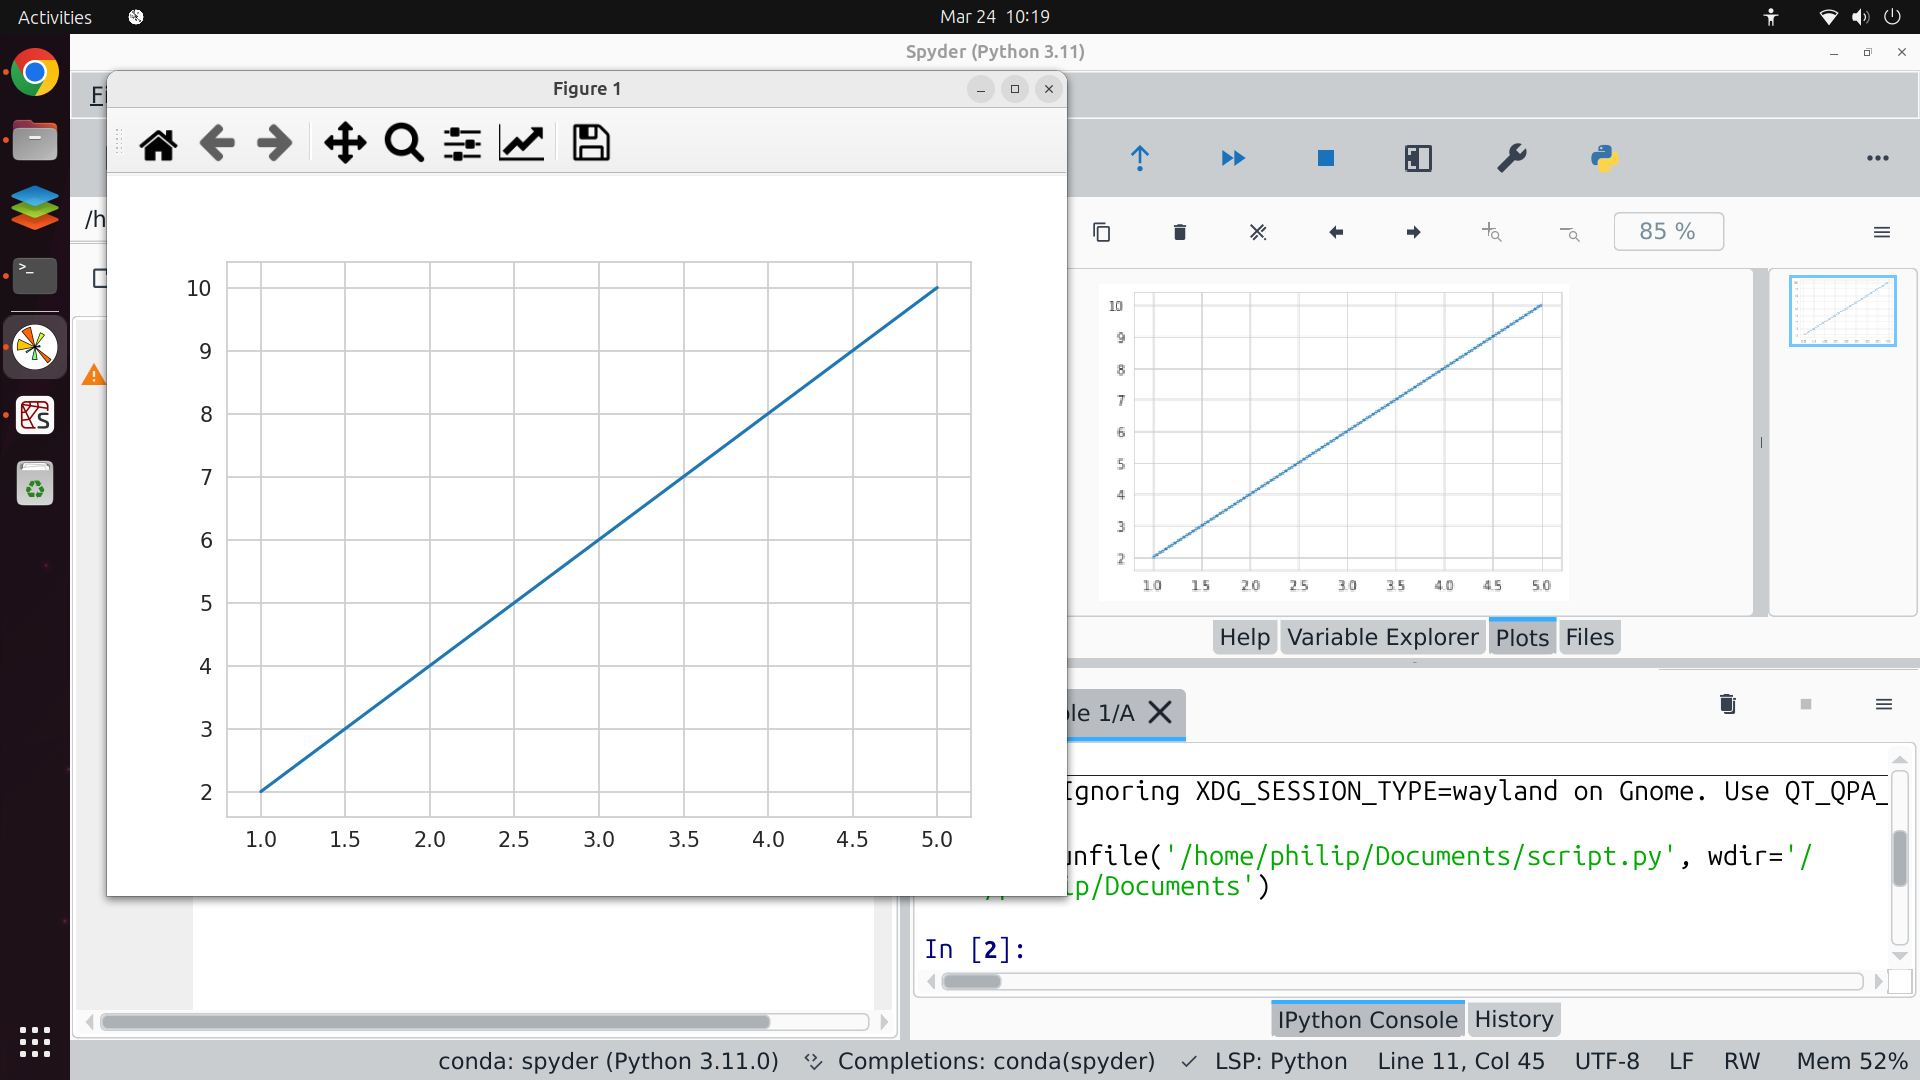 Activities
Mar 24 10:19
Spyder (Python 3.11)
Figure 1
85 %
10
9
8
7
6
5
4
3
2
1.0 1.5 2.0 2.5 3.0 3.5 4.0 4.5 5.0
10
9
8
7
6
5
4
3
2
1.0 1.5 2.0 2.5 3.0 3.5 4.0 4.5 5.0
Help Variable Explorer Plots Files
1/A
Ignoring XDG_SESSION_TYPE=wayland on Gnome. Use QT_QPA_
unfile('/home/philip/Documents/script.py', wdir='/
ip/Documents')
In [2]:
IPython Console History
conda: spyder (Python 3.11.0) Completions: conda(spyder) LSP: Python Line 11, Col 45 UTF-8 LF RW Mem 52%